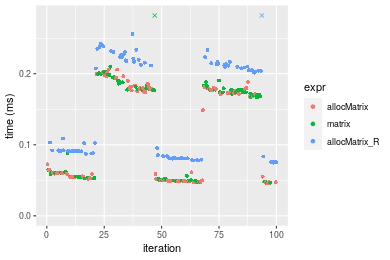 time (ms)
0.2
0.1
0.0
0
25
50
75
100
iteration
expr
allocMatrix
matrix
allocMatrix_R